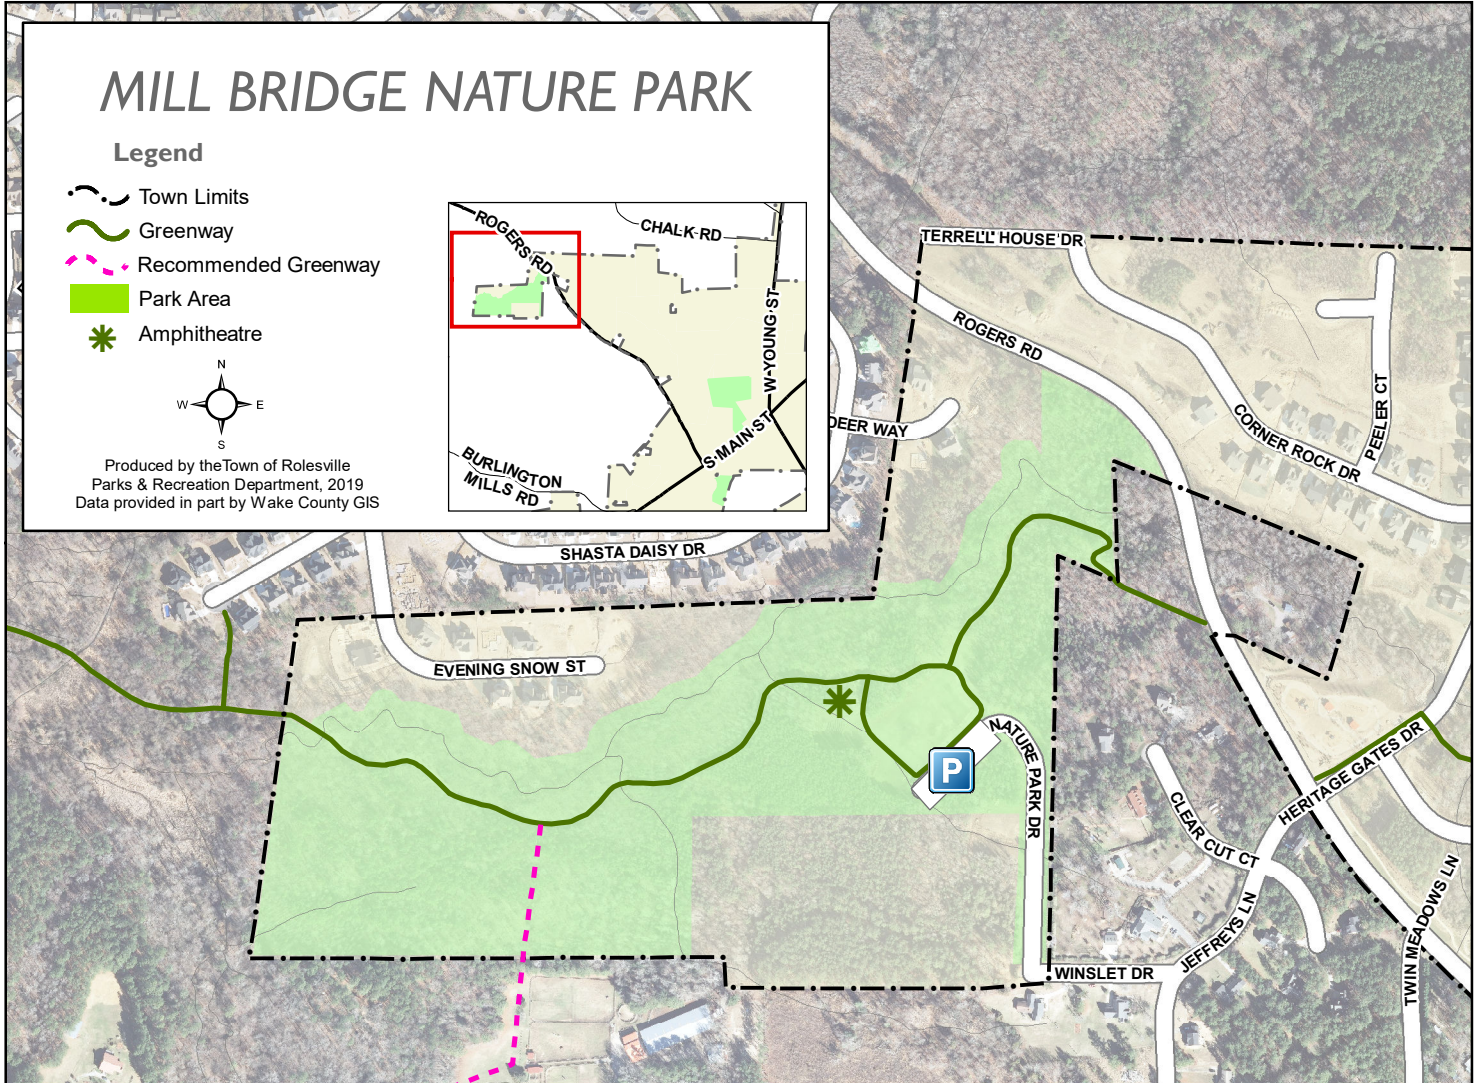 MILL BRIDGE NATURE PARK
Legend
Town Limits
Greenway
Recommended Greenway
Park Area
Amphitheatre
N
W E
S
Produced by theTown of Rolesville
Parks & Recreation Department, 2019
Data provided in part by Wake County GIS
ROGERS RD
CHALK RD
W YOUNG ST
S MAIN ST
BURLINGTON
MILLS RD
TERRELL HOUSE DR
ROGERS RD
DEER WAY
CORNER ROCK DR
PEELER CT
SHASTA DAISY DR
EVENING SNOW ST
P
NATURE PARK DR
CLEAR CUT CT
HERITAGE GATES DR
JEFFREYS LN
WINSLET DR
TWIN MEADOWS LN